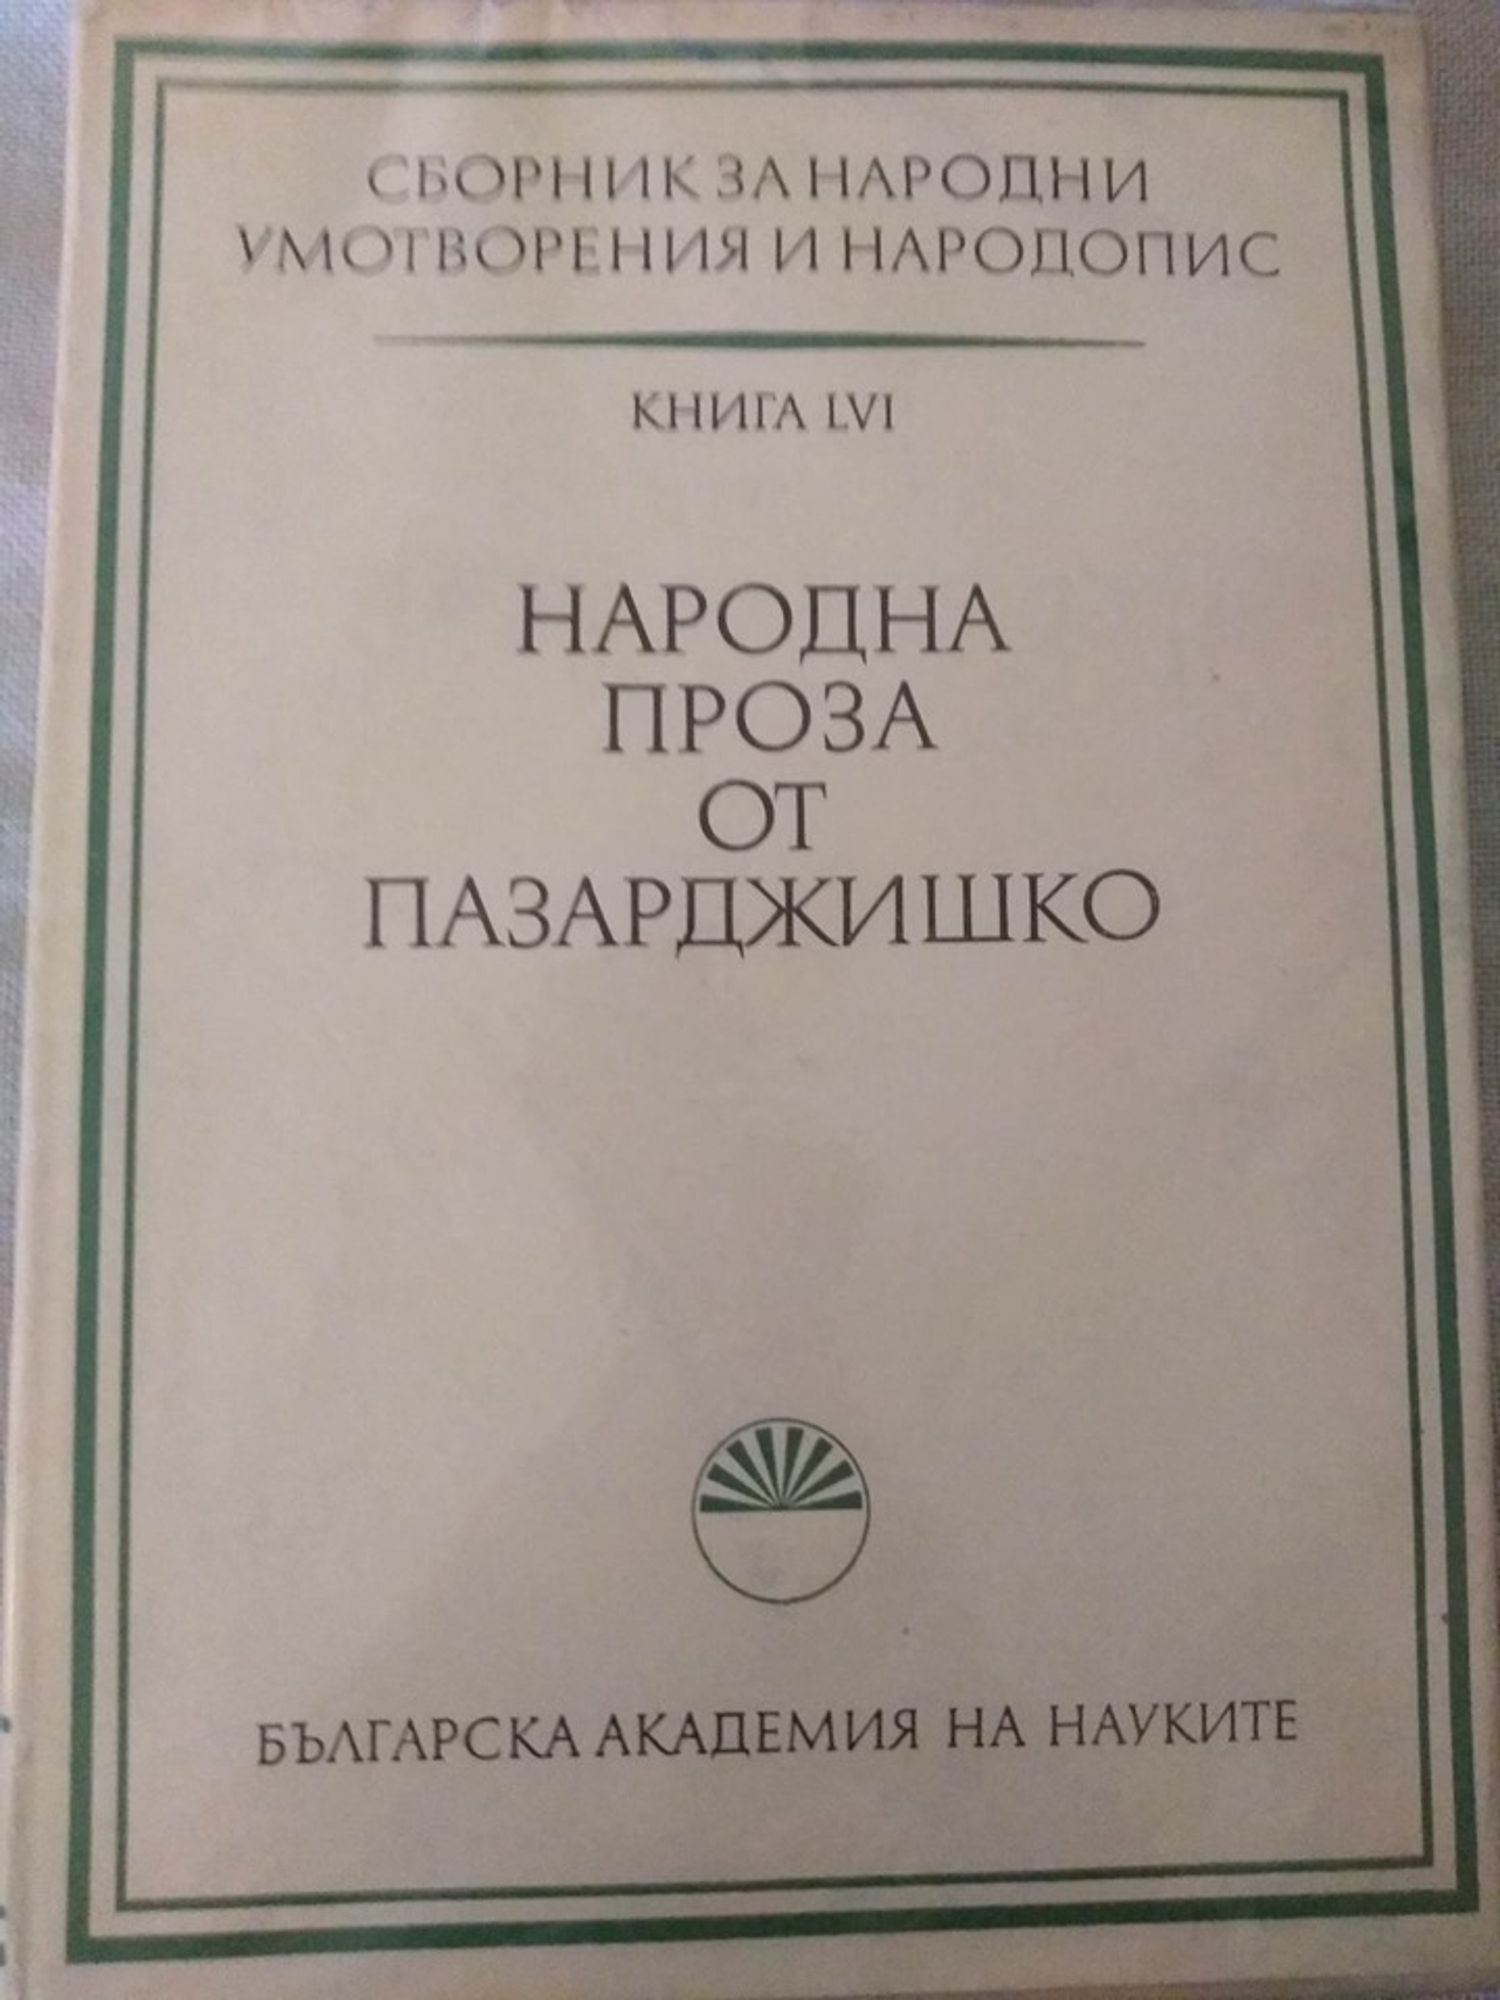 СБОРНИК ЗА НАРОДНИ
УМОТВОРЕНИЯ И НАРОДОПИС
КНИГА LVI
НАРОДНА
ПРОЗА
ОТ
ПАЗАРДЖИШКО
БЪЛГАРСКА АКАДЕМИЯ НА НАУКИТЕ